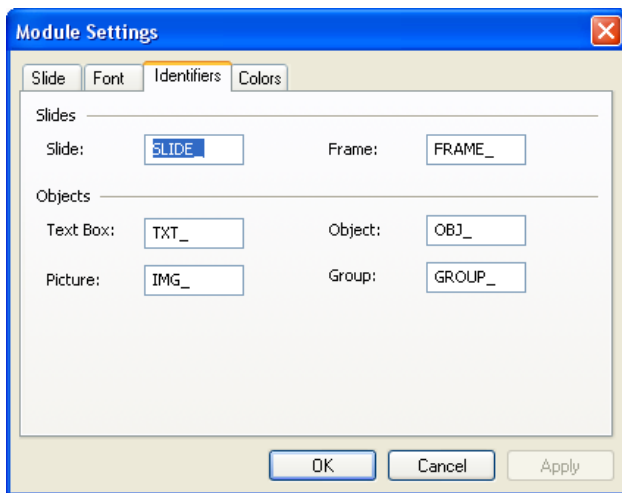 Module Settings
Slide Font Identifiers Colors
Slides
Slide: SLIDE_ Frame: FRAME_
Objects
Text Box: TXT_ Object: OBJ_
Picture: IMG_ Group: GROUP_
OK Cancel Apply